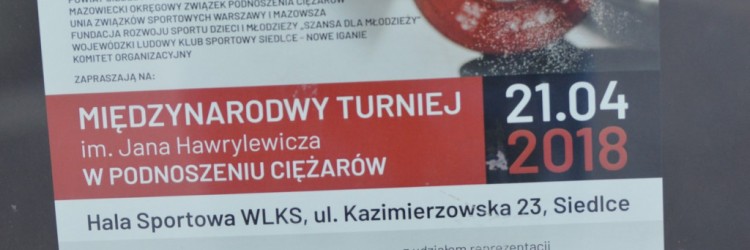 MAZOWIECKI OKRĘGOWY ZWIĄZEK PODNOSZENIA CIĘŻARÓW
UNIA ZWIĄZKÓW SPORTOWYCH WARSZAWY I MAZOWSZA
FUNDACJA ROZWOJU SPORTU DZIECI I MŁODZIEŻY „SZANSA DLA MŁODZIEŻY”
WOJEWÓDZKI LUDOWY KLUB SPORTOWY SIEDLCE - NOWE IGANIE
KOMITET ORGANIZACYJNY
ZAPRASZAJĄ NA:
MIĘDZYNARODWY TURNIEJ
im. Jana Hawrylewicza
W PODNOSZENIU CIĘŻARÓW
21.04
2018
Hala Sportowa WLKS, ul. Kazimierzowska 23, Siedlce